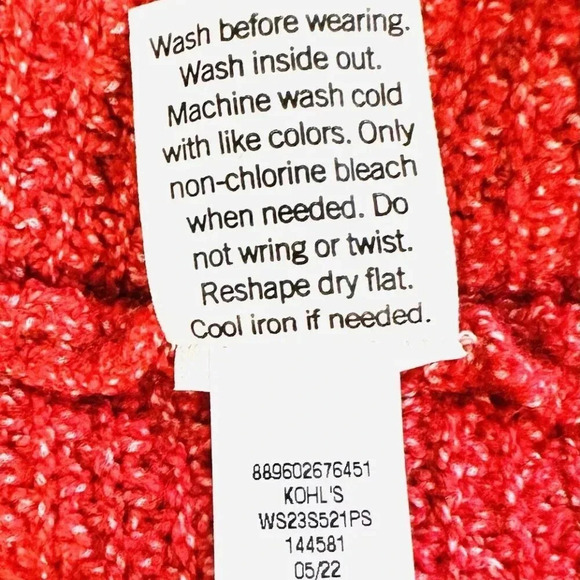 Wash before wearing.
Wash inside out.
Machine wash cold
with like colors. Only
non-chlorine bleach
when needed. Do
not wring or twist.
Reshape dry flat.
Cool iron if needed.
889602676451
KOHL'S
WS23S521PS
144581
05/22